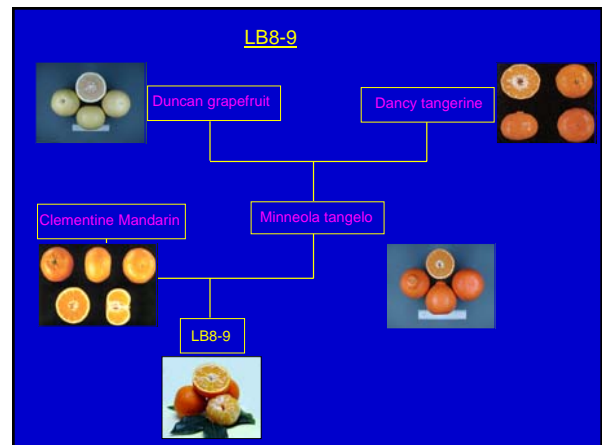 LB8-9
Duncan grapefruit
Dancy tangerine
Clementine Mandarin
Minneola tangelo
LB8-9